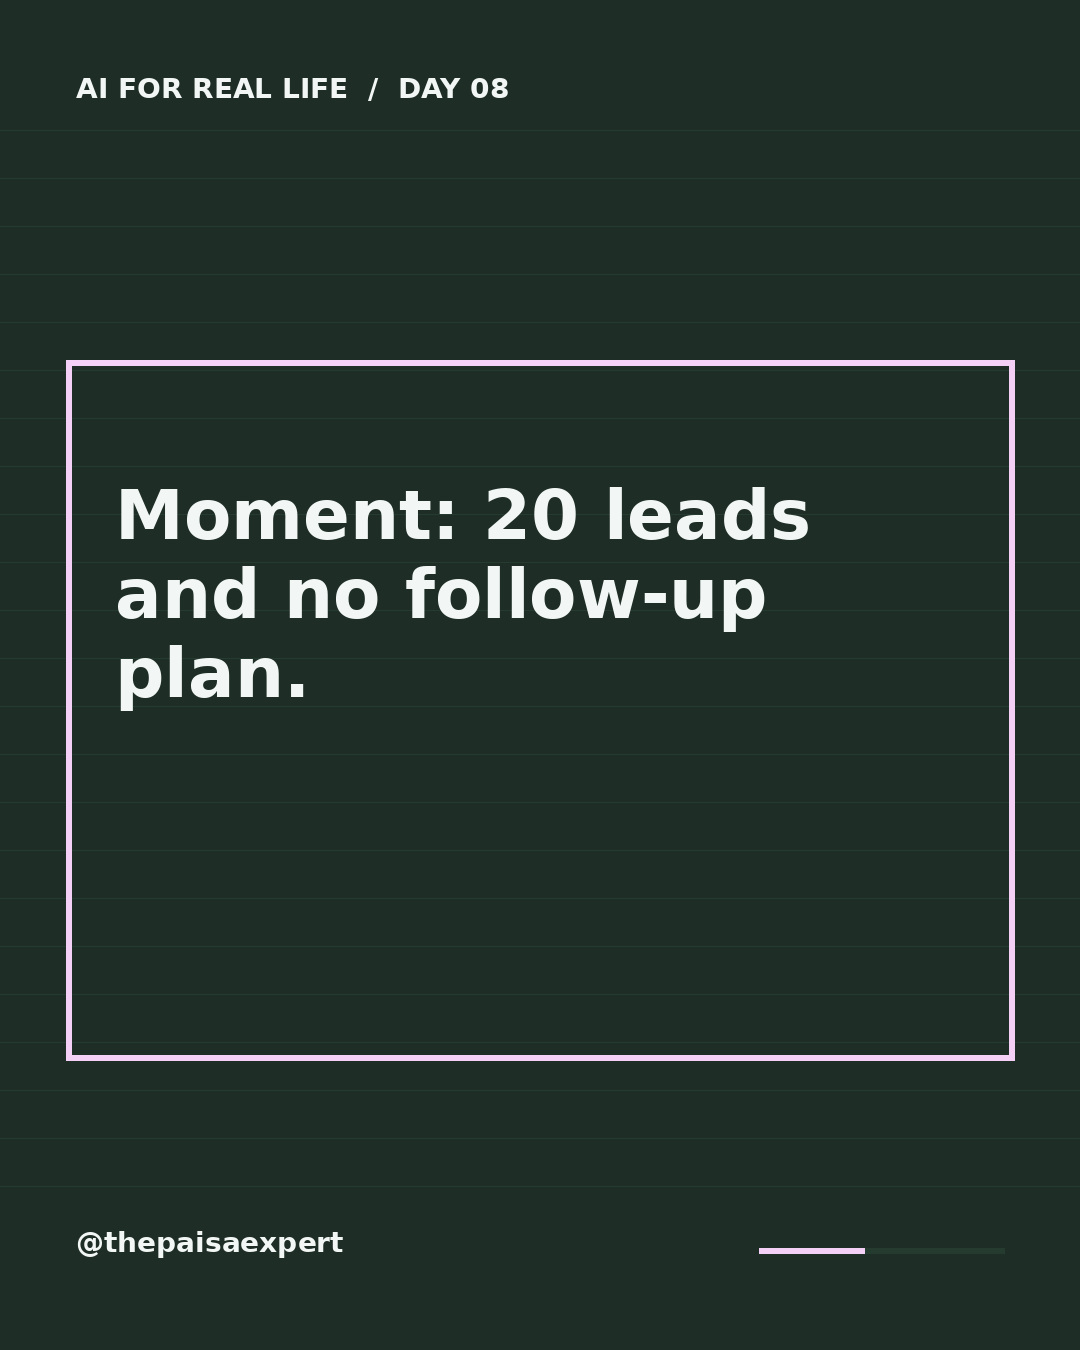 AI FOR REAL LIFE / DAY 08
Moment: 20 leads
and no follow-up
plan.
@thepaisaexpert